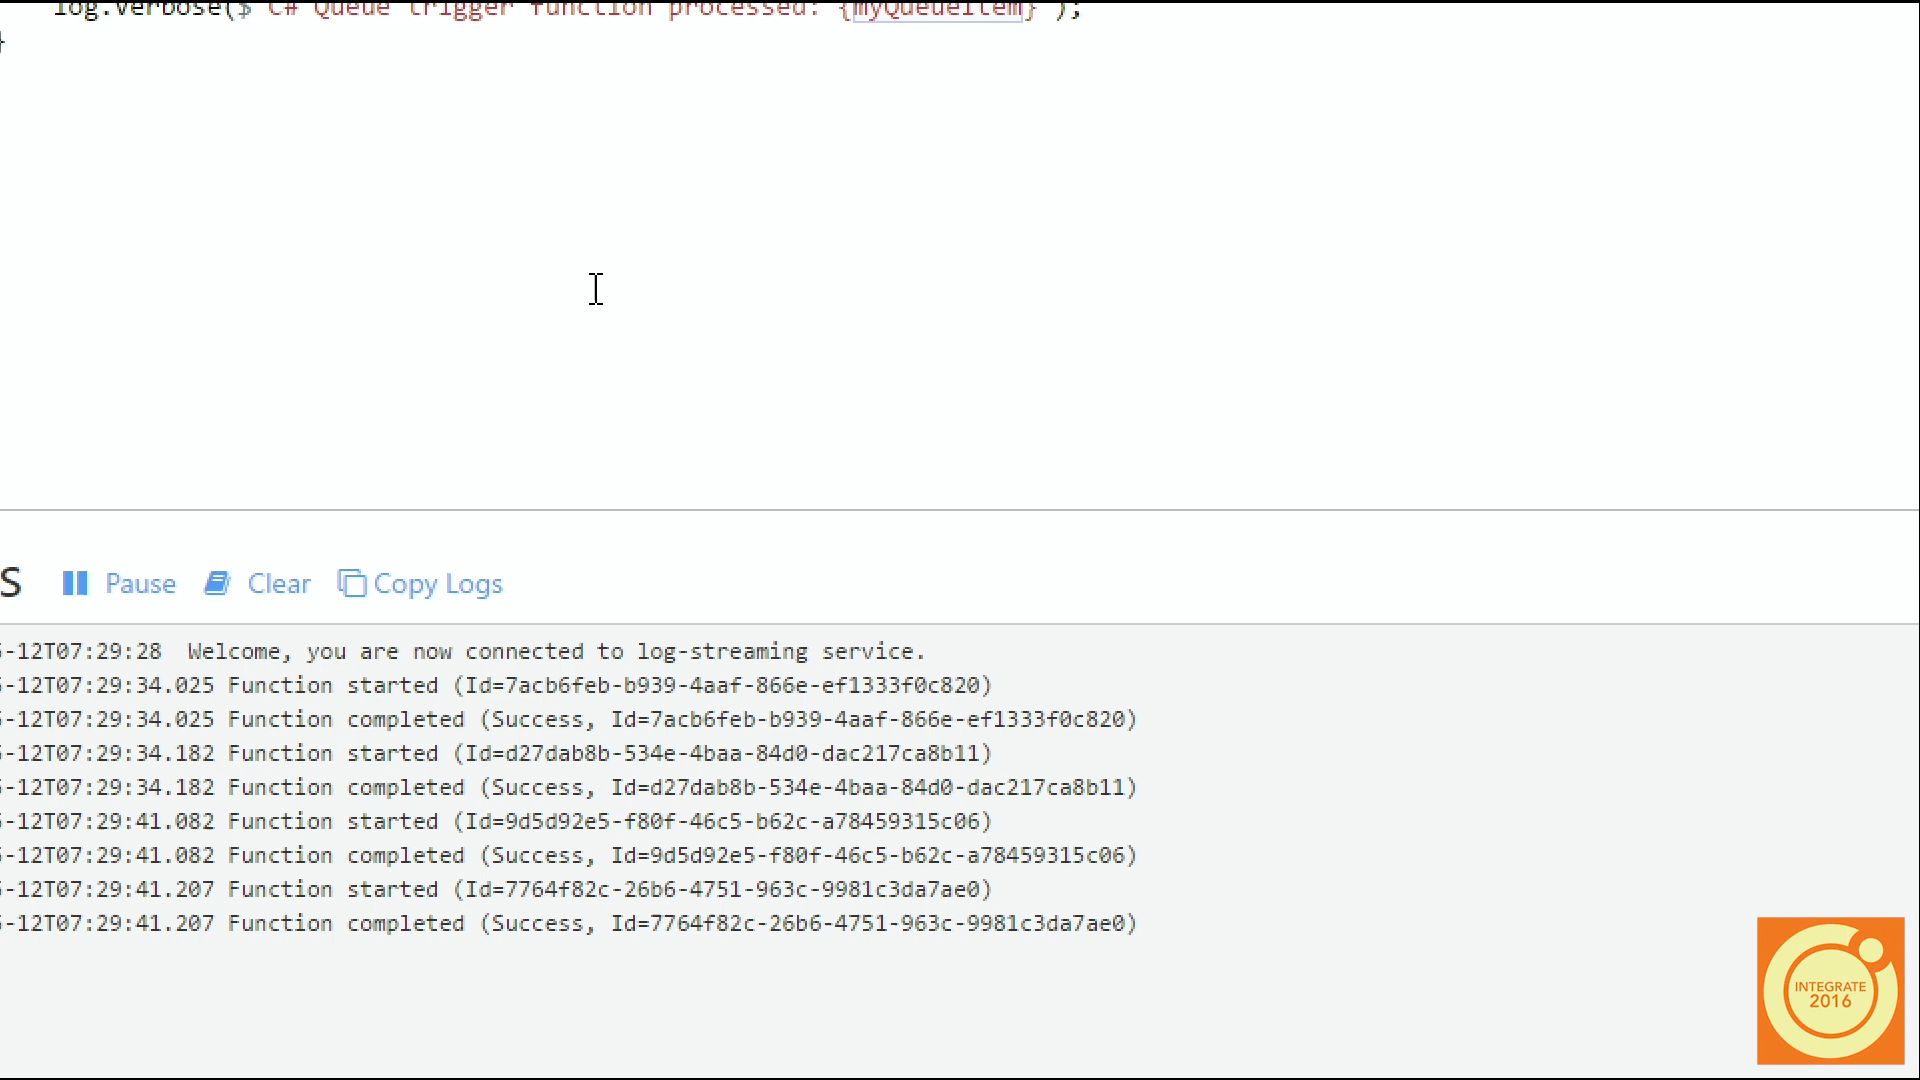 log.Verbose($"C# Queue trigger function processed: {myQueueItem}");
}
S Pause Clear Copy Logs
-12T07:29:28  Welcome, you are now connected to log-streaming service.
-12T07:29:34.025 Function started (Id=7acb6feb-b939-4aaf-866e-ef1333f0c820)
-12T07:29:34.025 Function completed (Success, Id=7acb6feb-b939-4aaf-866e-ef1333f0c820)
-12T07:29:34.182 Function started (Id=d27dab8b-534e-4baa-84d0-dac217ca8b11)
-12T07:29:34.182 Function completed (Success, Id=d27dab8b-534e-4baa-84d0-dac217ca8b11)
-12T07:29:41.082 Function started (Id=9d5d92e5-f80f-46c5-b62c-a78459315c06)
-12T07:29:41.082 Function completed (Success, Id=9d5d92e5-f80f-46c5-b62c-a78459315c06)
-12T07:29:41.207 Function started (Id=7764f82c-26b6-4751-963c-9981c3da7ae0)
-12T07:29:41.207 Function completed (Success, Id=7764f82c-26b6-4751-963c-9981c3da7ae0)
INTEGRATE
2016